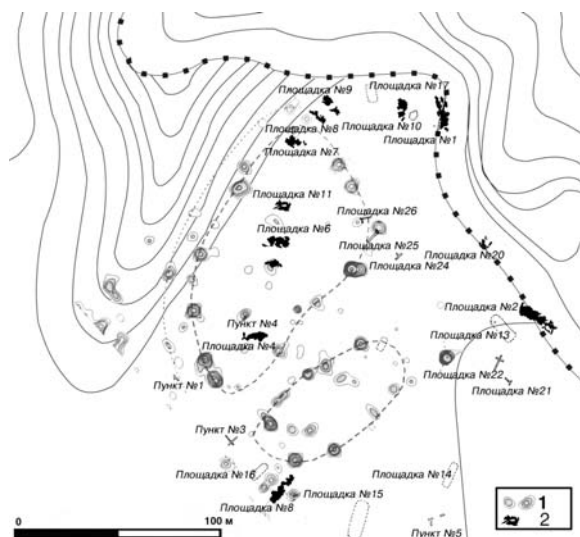 Площадка №9
Площадка №17
Площадка №8
Площадка №10
Площадка №1
Площадка №7
Площадка №11
Площадка №26
Площадка №6
Площадка №25
Площадка №20
Площадка №24
Площадка №2
Пункт №4
Площадка №13
Площадка №4
Площадка №22
Пункт №1
Площадка №21
Пункт №3
Площадка №16
Площадка №14
Площадка №15
Площадка №8
Пункт №5
1
2
0
100 м